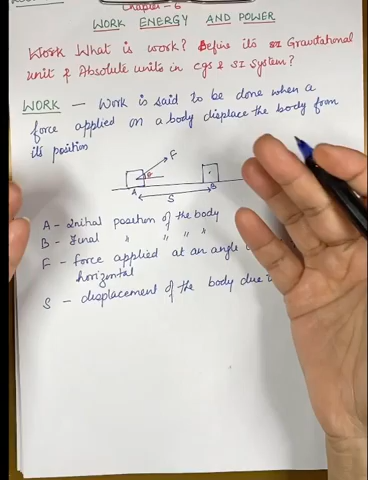 Chapter - 6
WORK ENERGY AND POWER
Work What is work? Define its SI Gravitational
unit & Absolute units in cgs & SI System?
WORK - Work is said to be done when a
force applied on a body displace the body from
its position
F
θ
A
B
S
A - Initial position of the body
B - Final " " " "
F - force applied at an angle
horizontal
S - displacement of the body due